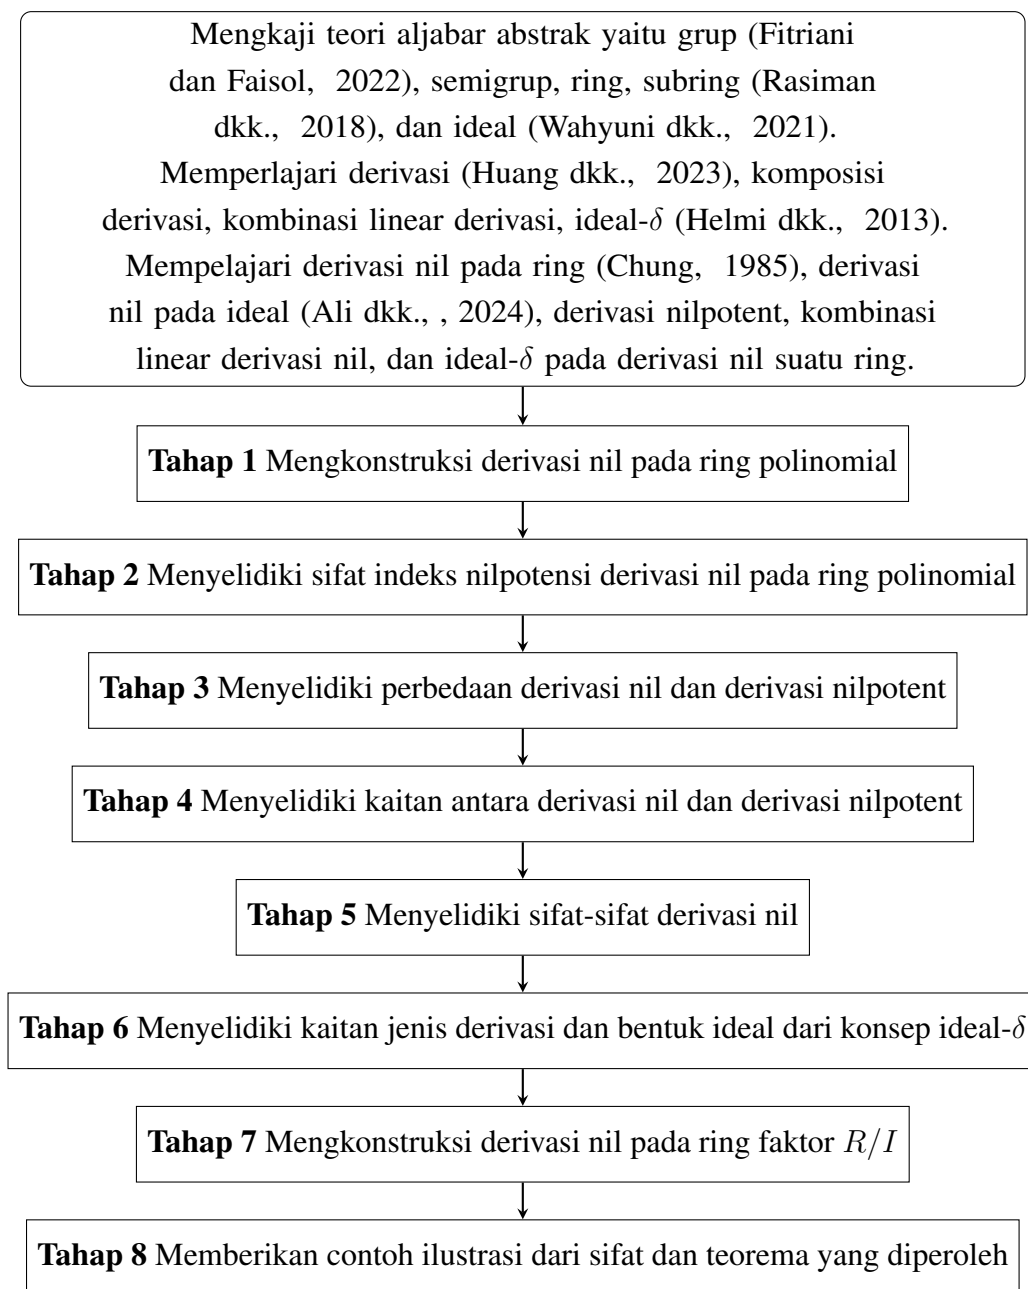 Mengkaji teori aljabar abstrak yaitu grup (Fitriani
dan Faisol, 2022), semigrup, ring, subring (Rasiman
dkk., 2018), dan ideal (Wahyuni dkk., 2021).
Memperlajari derivasi (Huang dkk., 2023), komposisi
derivasi, kombinasi linear derivasi, ideal-δ (Helmi dkk., 2013).
Mempelajari derivasi nil pada ring (Chung, 1985), derivasi
nil pada ideal (Ali dkk., , 2024), derivasi nilpotent, kombinasi
linear derivasi nil, dan ideal-δ pada derivasi nil suatu ring.
Tahap 1 Mengkonstruksi derivasi nil pada ring polinomial
Tahap 2 Menyelidiki sifat indeks nilpotensi derivasi nil pada ring polinomial
Tahap 3 Menyelidiki perbedaan derivasi nil dan derivasi nilpotent
Tahap 4 Menyelidiki kaitan antara derivasi nil dan derivasi nilpotent
Tahap 5 Menyelidiki sifat-sifat derivasi nil
Tahap 6 Menyelidiki kaitan jenis derivasi dan bentuk ideal dari konsep ideal-δ
Tahap 7 Mengkonstruksi derivasi nil pada ring faktor R/I
Tahap 8 Memberikan contoh ilustrasi dari sifat dan teorema yang diperoleh